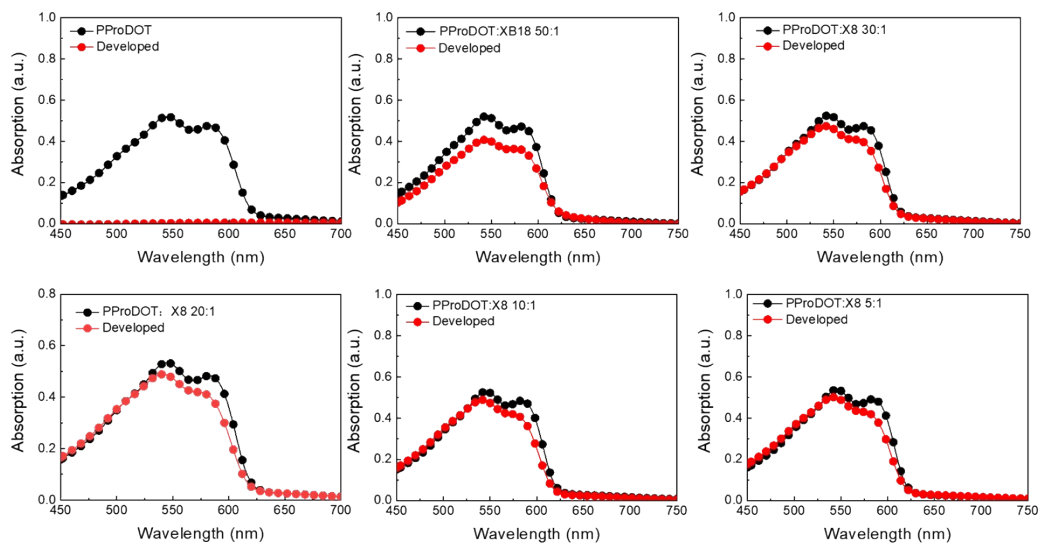 PProDOT
Developed
Absorption (a.u.)
1.0
0.8
0.6
0.4
0.2
0.0
450 500 550 600 650 700
Wavelength (nm)
PProDOT:XB18 50:1
Developed
Absorption (a.u.)
1.0
0.8
0.6
0.4
0.2
0.0
450 500 550 600 650 700 750
Wavelength (nm)
PProDOT:X8 30:1
Developed
Absorption (a.u.)
1.0
0.8
0.6
0.4
0.2
0.0
450 500 550 600 650 700 750
Wavelength (nm)
PProDOT： X8 20:1
Developed
Absorption (a.u.)
0.8
0.6
0.4
0.2
0.0
450 500 550 600 650 700
Wavelength (nm)
PProDOT:X8 10:1
Developed
Absorption (a.u.)
1.0
0.8
0.6
0.4
0.2
0.0
450 500 550 600 650 700 750
Wavelength (nm)
PProDOT:X8 5:1
Developed
Absorption (a.u.)
1.0
0.8
0.6
0.4
0.2
0.0
450 500 550 600 650 700 750
Wavelength (nm)